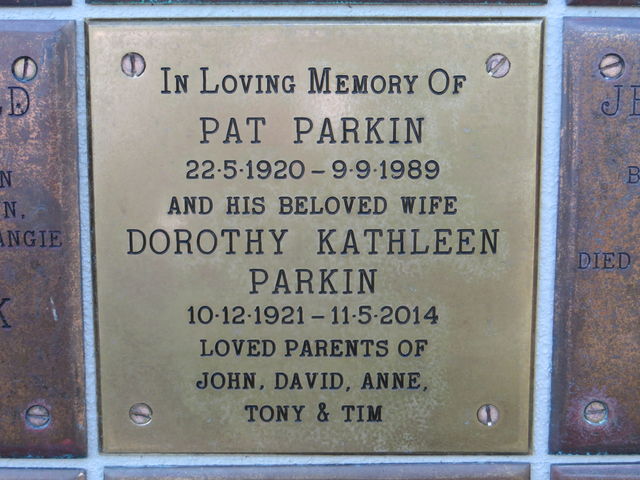 In Loving Memory Of
PAT PARKIN
22·5·1920 – 9·9·1989
AND HIS BELOVED WIFE
DOROTHY KATHLEEN
PARKIN
10·12·1921 – 11·5·2014
LOVED PARENTS OF
JOHN, DAVID, ANNE,
TONY & TIM
DIED